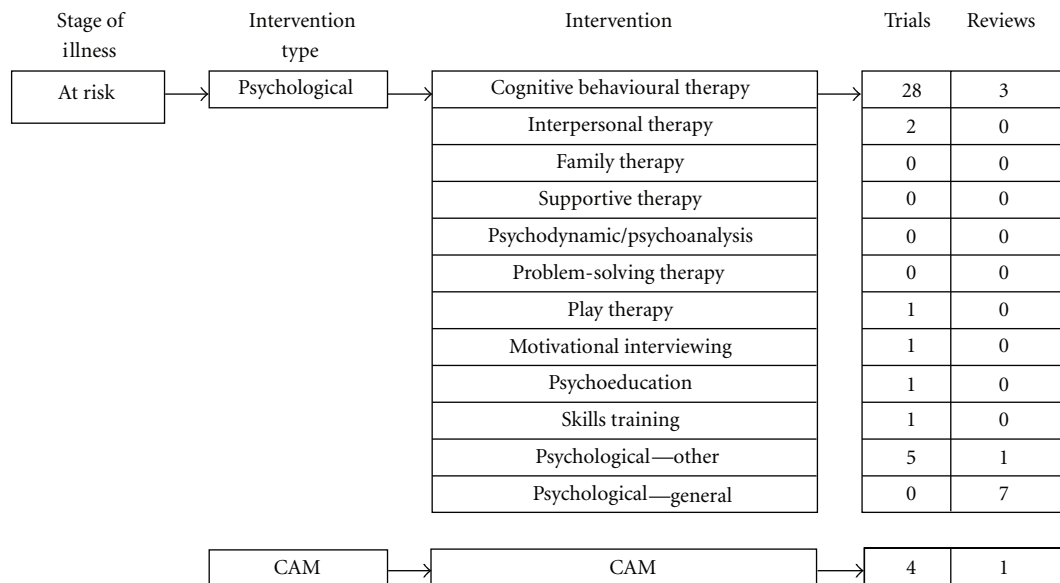 Stage of illness Intervention type Intervention Trials Reviews
At risk Psychological Cognitive behavioural therapy 28 3
Interpersonal therapy 2 0
Family therapy 0 0
Supportive therapy 0 0
Psychodynamic/psychoanalysis 0 0
Problem-solving therapy 0 0
Play therapy 1 0
Motivational interviewing 1 0
Psychoeducation 1 0
Skills training 1 0
Psychological—other 5 1
Psychological—general 0 7
CAM CAM 4 1